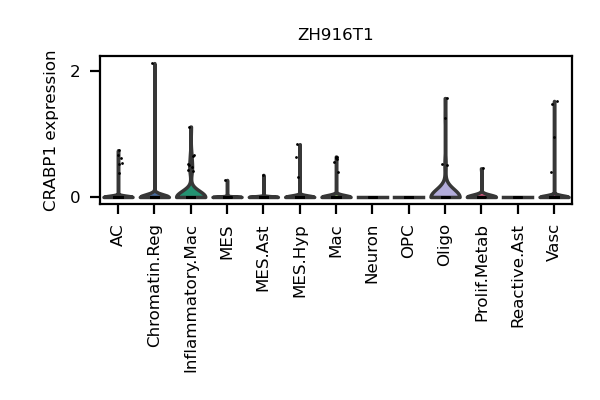 ZH916T1
CRABP1 expression
2
0
AC
Chromatin.Reg
Inflammatory.Mac
MES
MES.Ast
MES.Hyp
Mac
Neuron
OPC
Oligo
Prolif.Metab
Reactive.Ast
Vasc